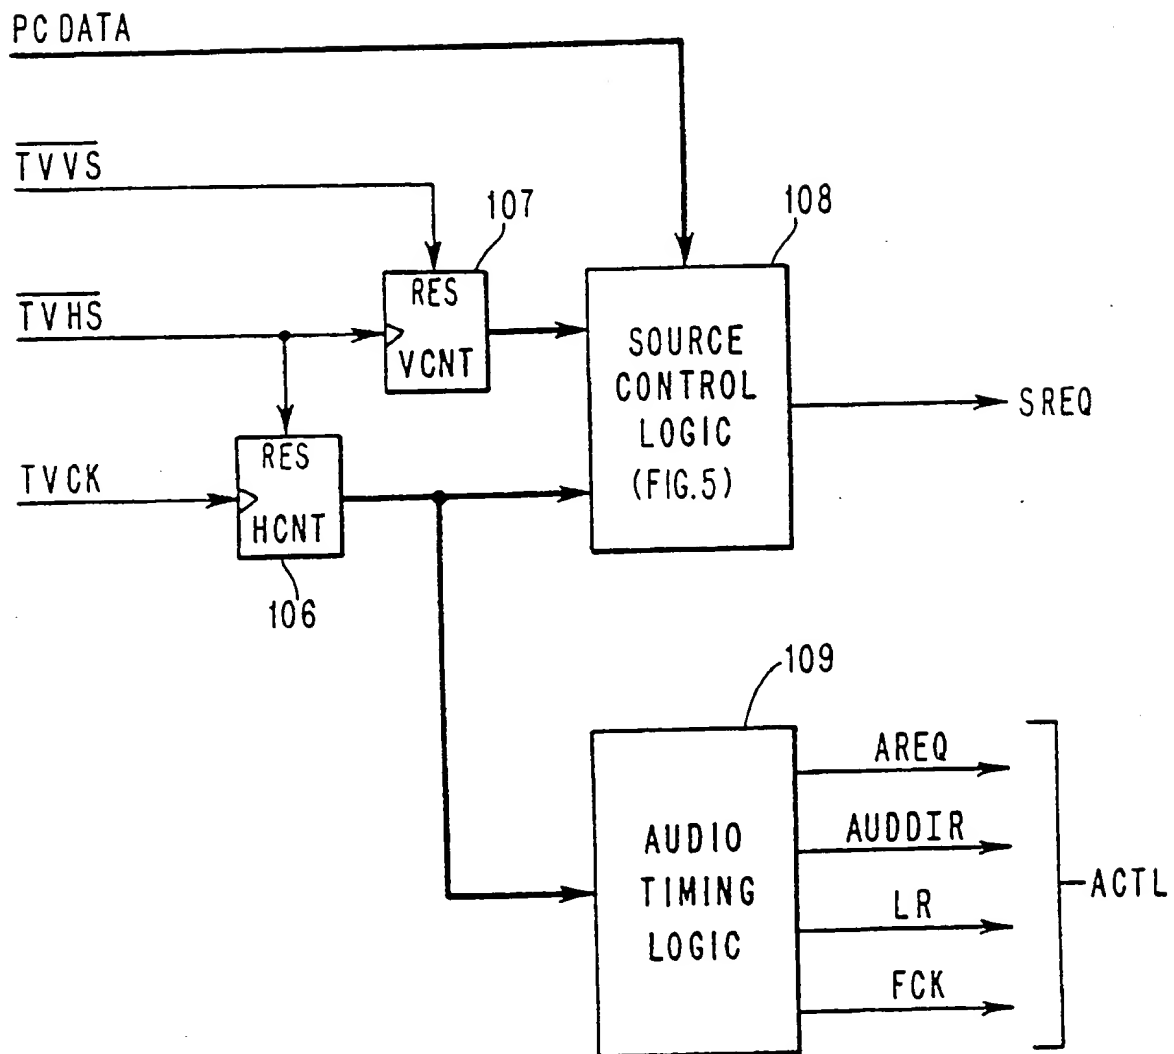 PC DATA
TVVS
107
108
TVHS
RES
VCNT
SOURCE
CONTROL
LOGIC
(FIG.5)
SREQ
TVCK
RES
HCNT
106
109
AREQ
AUDDIR
LR
FCK
AUDIO
TIMING
LOGIC
ACTL